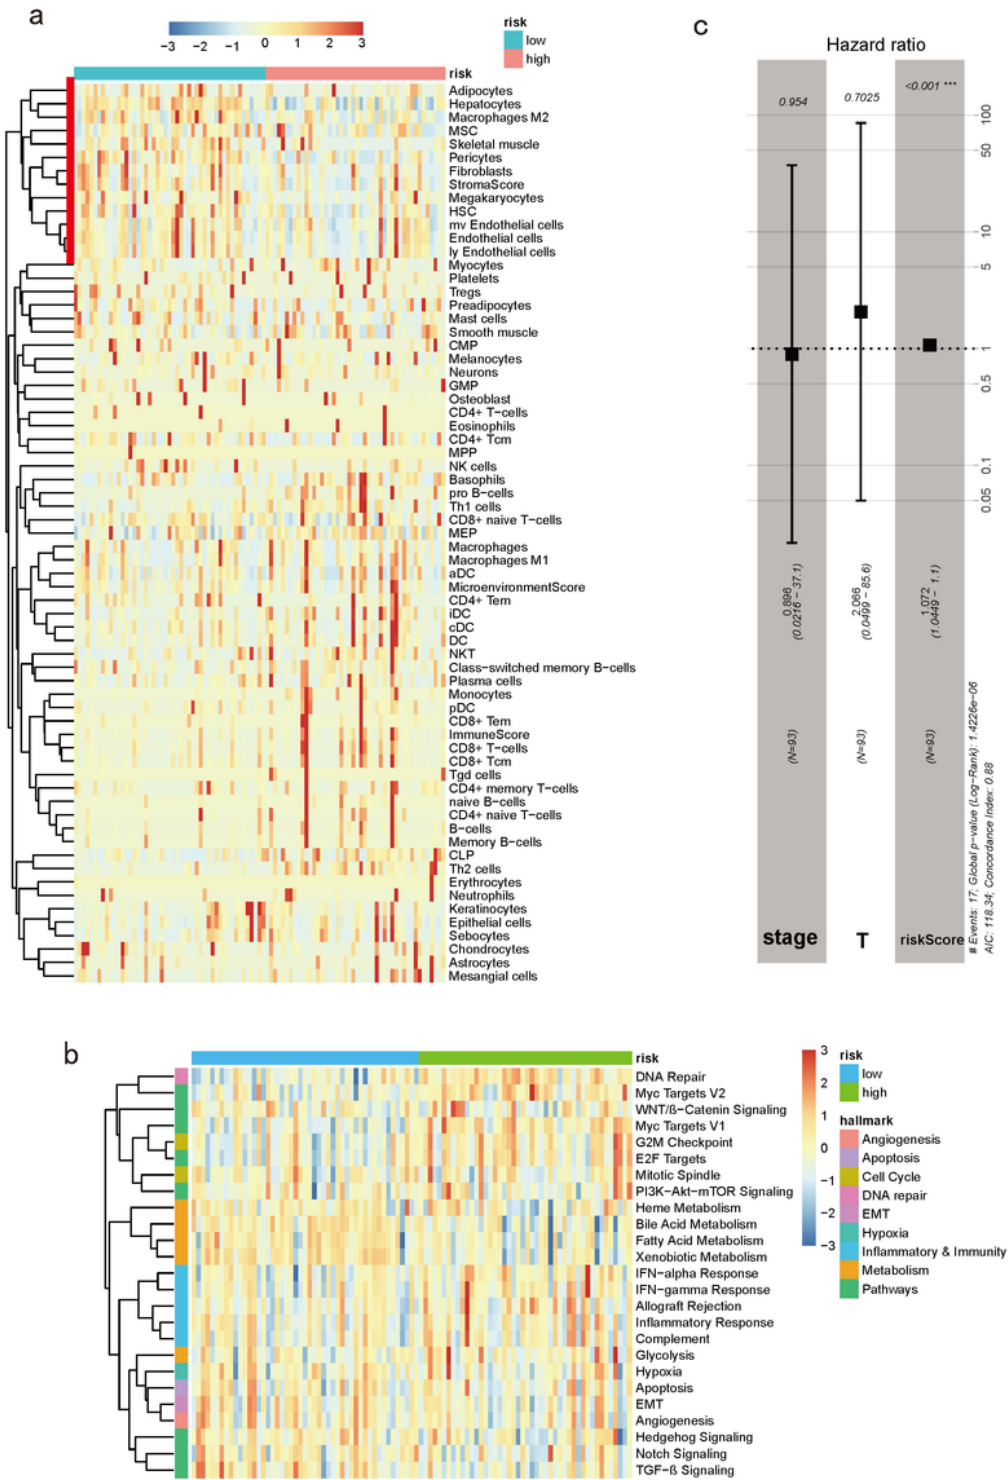 a
−3 −2 −1 0 1 2 3
risk
low
high
risk
Adipocytes
Hepatocytes
Macrophages M2
MSC
Skeletal muscle
Pericytes
Fibroblasts
StromaScore
Megakaryocytes
HSC
mv Endothelial cells
Endothelial cells
ly Endothelial cells
Myocytes
Platelets
Tregs
Preadipocytes
Mast cells
Smooth muscle
CMP
Melanocytes
Neurons
GMP
Osteoblast
CD4+ T−cells
Eosinophils
CD4+ Tcm
MPP
NK cells
Basophils
pro B−cells
Th1 cells
CD8+ naive T−cells
MEP
Macrophages
Macrophages M1
aDC
MicroenvironmentScore
CD4+ Tem
iDC
cDC
DC
NKT
Class−switched memory B−cells
Plasma cells
Monocytes
pDC
CD8+ Tem
ImmuneScore
CD8+ T−cells
CD8+ Tcm
Tgd cells
CD4+ memory T−cells
naive B−cells
CD4+ naive T−cells
B−cells
Memory B−cells
CLP
Th2 cells
Erythrocytes
Neutrophils
Keratinocytes
Epithelial cells
Sebocytes
Chondrocytes
Astrocytes
Mesangial cells
c
Hazard ratio
0.954
0.7025
<0.001 ***
100
50
10
5
1
0.5
0.1
0.05
0.896
(0.0216 − 37.1)
2.066
(0.0499 − 85.6)
1.072
(1.0449 − 1.1)
(N=93)
(N=93)
(N=93)
stage
T
riskScore
# Events: 17; Global p−value (Log−Rank): 1.4226e−06
AIC: 118.34; Concordance Index: 0.88
b
risk
DNA Repair
Myc Targets V2
WNT/ß−Catenin Signaling
Myc Targets V1
G2M Checkpoint
E2F Targets
Mitotic Spindle
PI3K−Akt−mTOR Signaling
Heme Metabolism
Bile Acid Metabolism
Fatty Acid Metabolism
Xenobiotic Metabolism
IFN−alpha Response
IFN−gamma Response
Allograft Rejection
Inflammatory Response
Complement
Glycolysis
Hypoxia
Apoptosis
EMT
Angiogenesis
Hedgehog Signaling
Notch Signaling
TGF−ß Signaling
3
2
1
0
−1
−2
−3
risk
low
high
hallmark
Angiogenesis
Apoptosis
Cell Cycle
DNA repair
EMT
Hypoxia
Inflammatory & Immunity
Metabolism
Pathways